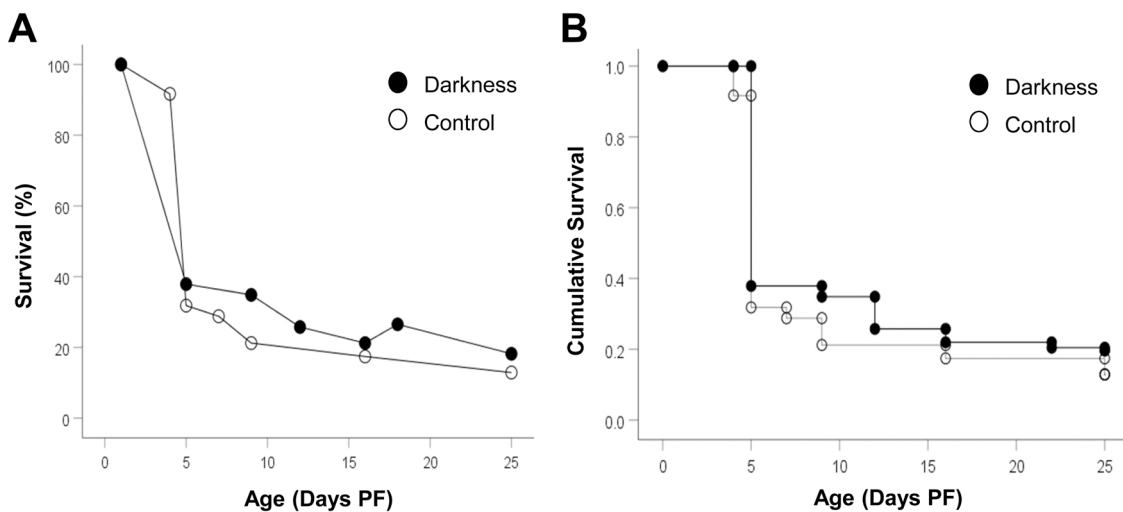 A
Survival (%)
100
80
60
40
20
0
0 5 10 15 20 25
Age (Days PF)
Darkness
Control
B
Cumulative Survival
1.0
0.8
0.6
0.4
0.2
0.0
0 5 10 15 20 25
Age (Days PF)
Darkness
Control